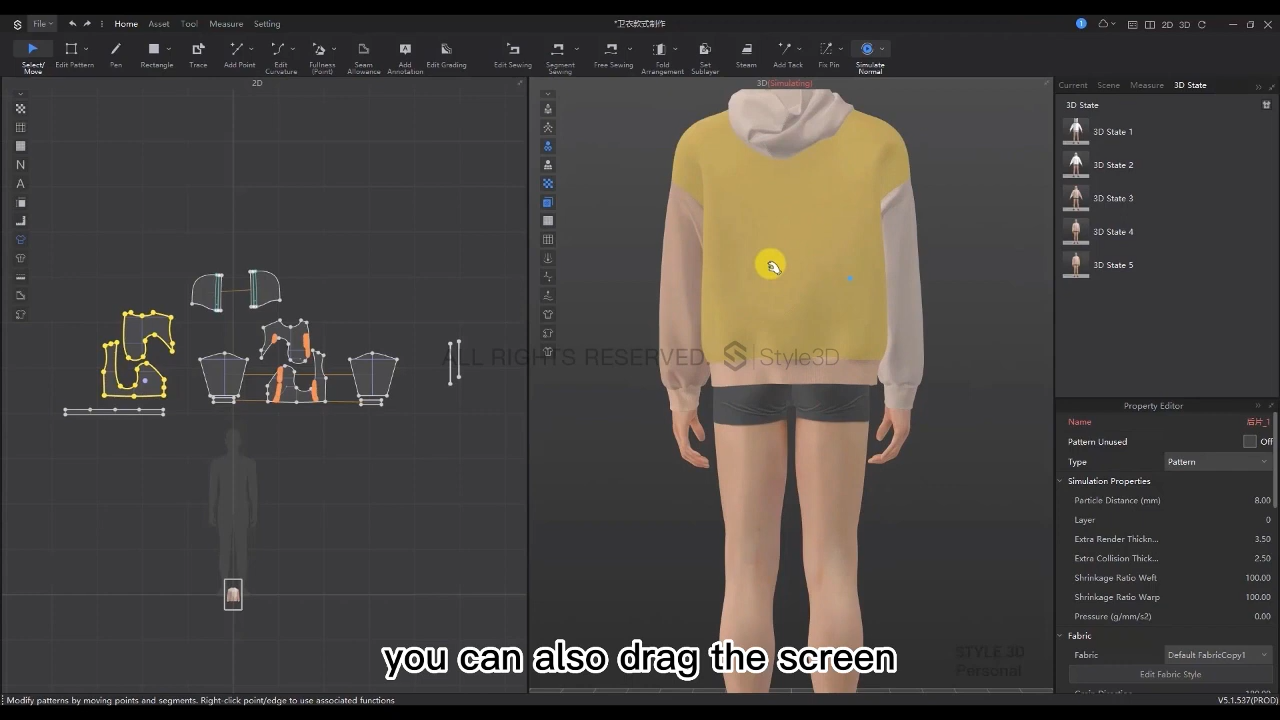 File
Home
Asset
Tool
Measure
Setting
*卫衣款式制作
1
2D
3D
Select/
Move
Edit Pattern
Pen
Rectangle
Trace
Add Point
Edit
Curvature
Fullness
(Point)
Seam
Allowance
Add
Annotation
Edit Grading
Edit Sewing
Segment
Sewing
Free Sewing
Fold
Arrangement
Set
Sublayer
Steam
Add Tack
Fix Pin
Simulate
Normal
2D
3D(Simulating)
Current
Scene
Measure
3D State
3D State
3D State 1
3D State 2
3D State 3
3D State 4
3D State 5
ALL RIGHTS RESERVED.
Style3D
Property Editor
Name
后片_1
Pattern Unused
Off
Type
Pattern
Simulation Properties
Particle Distance (mm)
8.00
Layer
0
Extra Render Thickn...
3.50
Extra Collision Thick...
2.50
Shrinkage Ratio Weft
100.00
Shrinkage Ratio Warp
100.00
Pressure (g/mm/s2)
0.00
Fabric
Fabric
Default FabricCopy1
Edit Fabric Style
STYLE 3D
Personal
you can also drag the screen
Modify patterns by moving points and segments. Right-click point/edge to use associated functions
V5.1.537(PROD)